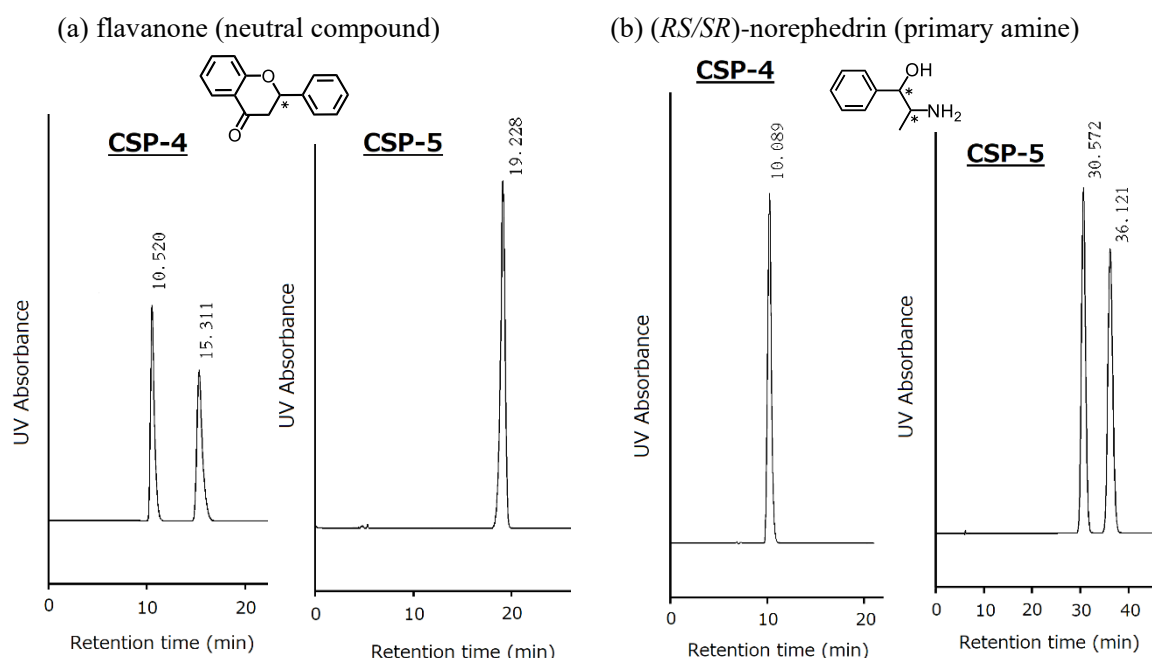 (a) flavanone (neutral compound)
O
O
*
CSP-4
10.520
15.311
UV Absorbance
0
10
20
Retention time (min)
CSP-5
19.228
UV Absorbance
0
20
Retention time (min)
(b) (RS/SR)-norephedrin (primary amine)
OH
*
*
NH2
CSP-4
10.089
UV Absorbance
0
10
20
Retention time (min)
CSP-5
30.572
36.121
UV Absorbance
0
10
20
30
40
Retention time (min)